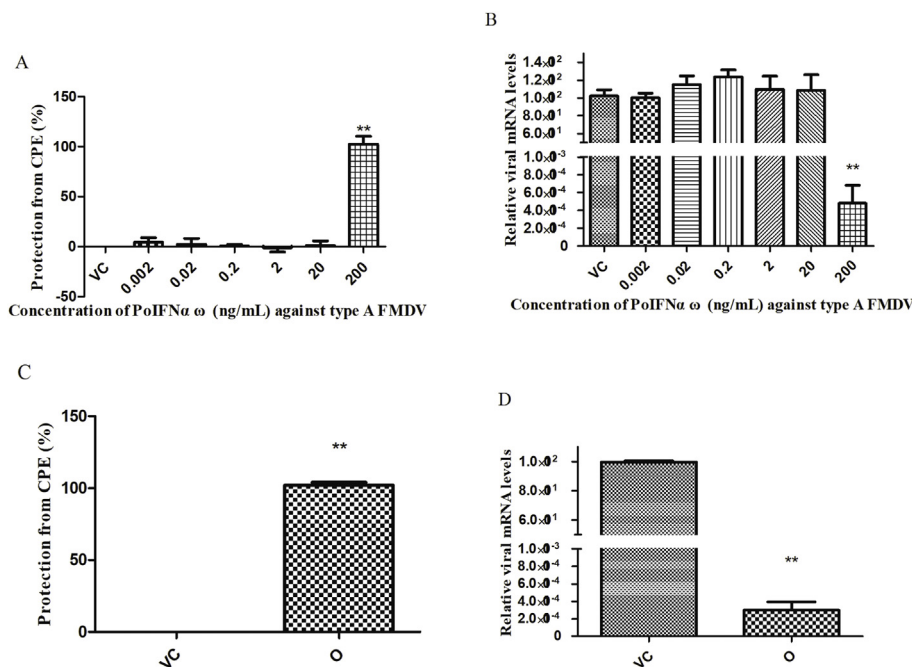 A
Protection from CPE (%)
150
100
50
0
-50
**
VC
0.002
0.02
0.2
2
20
200
Concentration of PoIFNα ω (ng/mL) against type A FMDV
B
Relative viral mRNA levels
1.4×10²
1.2×10²
1.0×10²
8.0×10¹
6.0×10¹
1.0×10⁻³
8.0×10⁻⁴
6.0×10⁻⁴
4.0×10⁻⁴
2.0×10⁻⁴
0
**
VC
0.002
0.02
0.2
2
20
200
Concentration of PoIFNα ω (ng/mL) against type A FMDV
C
Protection from CPE (%)
150
100
50
0
**
VC
O
D
Relative viral mRNA levels
1.0×10²
8.0×10¹
6.0×10¹
1.0×10⁻³
8.0×10⁻⁴
6.0×10⁻⁴
4.0×10⁻⁴
2.0×10⁻⁴
0
**
VC
O